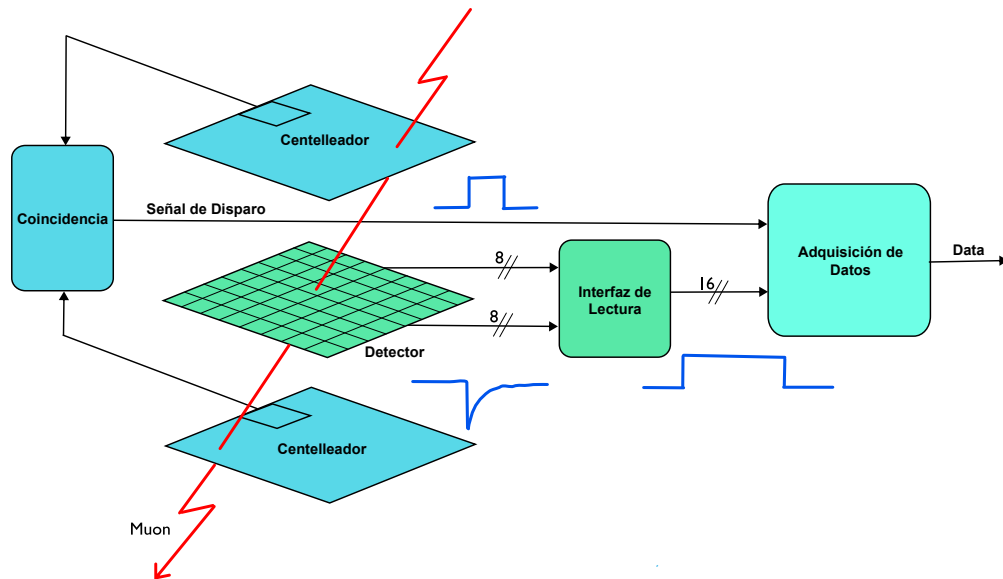 Centelleador
Coincidencia
Señal de Disparo
Adquisición de
Datos
Data
8
Interfaz de
Lectura
16
8
Detector
Centelleador
Muon